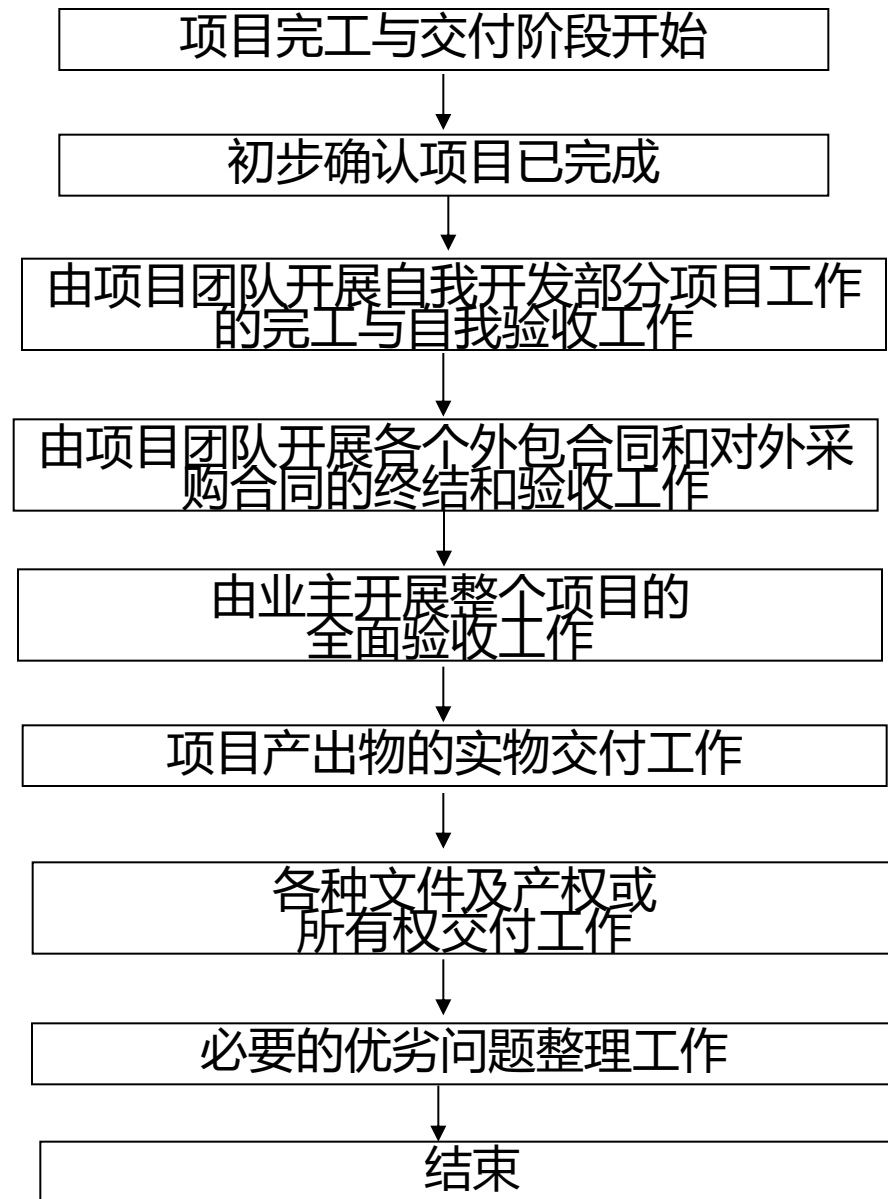 项目完工与交付阶段开始
初步确认项目已完成
由项目团队开展自我开发部分项目工作
的完工与自我验收工作
由项目团队开展各个外包合同和对外采
购合同的终结和验收工作
由业主开展整个项目的
全面验收工作
项目产出物的实物交付工作
各种文件及产权或
所有权交付工作
必要的优劣问题整理工作
结束